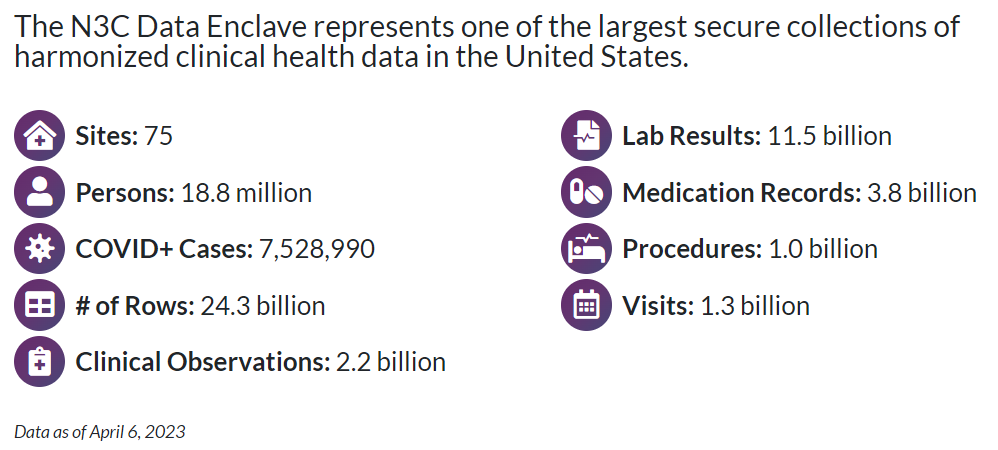 The N3C Data Enclave represents one of the largest secure collections of
harmonized clinical health data in the United States.
Sites: 75
Persons: 18.8 million
COVID+ Cases: 7,528,990
# of Rows: 24.3 billion
Clinical Observations: 2.2 billion
Lab Results: 11.5 billion
Medication Records: 3.8 billion
Procedures: 1.0 billion
Visits: 1.3 billion
Data as of April 6, 2023